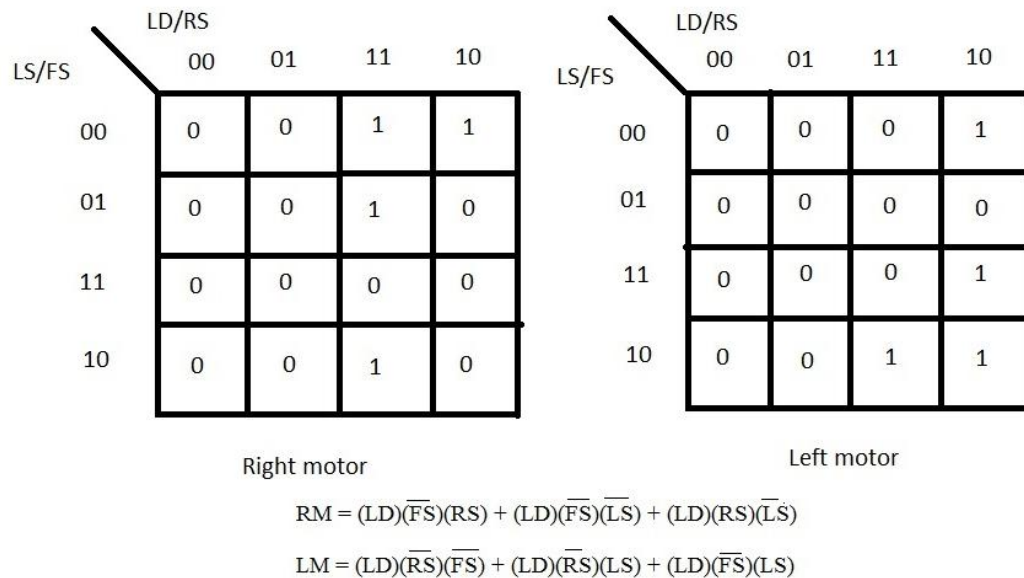 LD/RS LD/RS
00 01 11 10 00 01 11 10
LS/FS LS/FS
00 0 0 1 1 00 0 0 0 1
01 0 0 1 0 01 0 0 0 0
11 0 0 0 0 11 0 0 0 1
10 0 0 1 0 10 0 0 1 1
Right motor Left motor
RM = (LD)(F̅S̅)(RS) + (LD)(F̅S̅)(L̅S̅) + (LD)(RS)(L̅S̅)
LM = (LD)(R̅S̅)(F̅S̅) + (LD)(R̅S̅)(LS) + (LD)(F̅S̅)(LS)